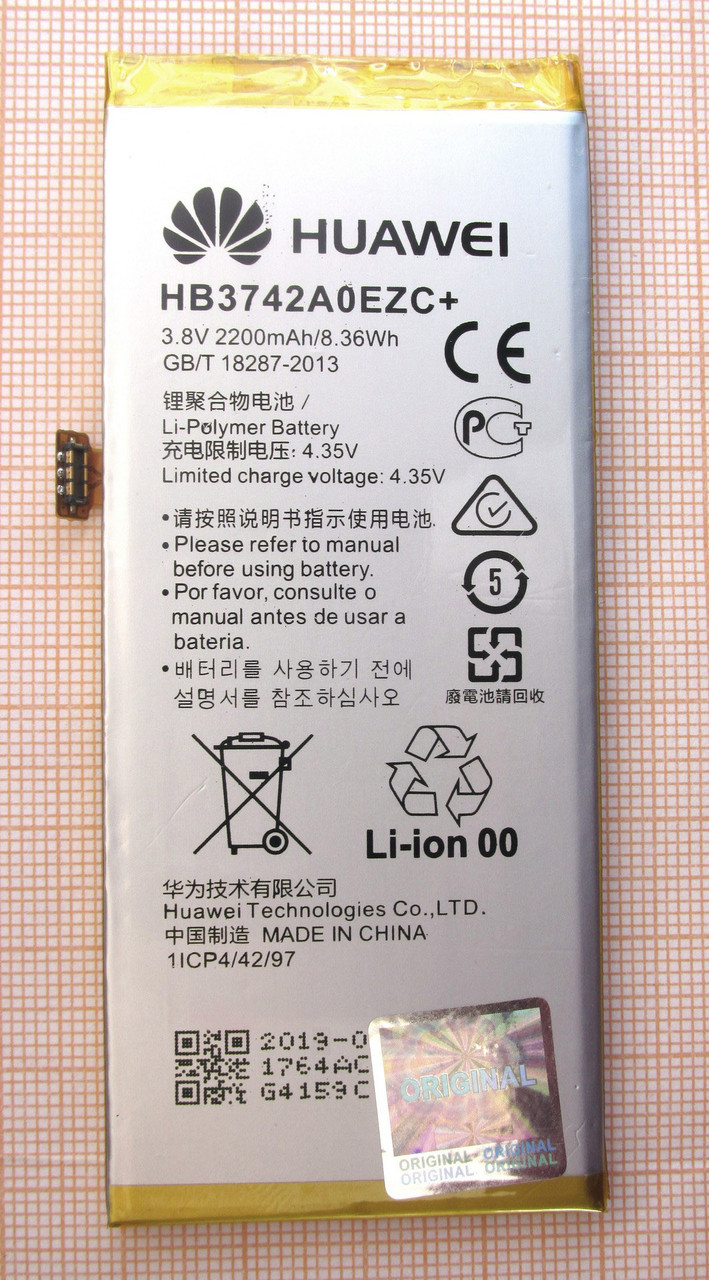 HUAWEI
HB3742A0EZC+
3.8V 2200mAh/8.36Wh
GB/T 18287-2013
CE
锂聚合物电池 /
Li-Polymer Battery
PCT
充电限制电压: 4.35V
Limited charge voltage: 4.35V
•请按照说明书指示使用电池.
•Please refer to manual
before using battery.
5
•Por favor, consulte o
manual antes de usar a
bateria.
•배터리를 사용하기 전에
설명서를 참조하십시오
廢電池請回收
Li-ion 00
华为技术有限公司
Huawei Technologies Co.,LTD.
中国制造 MADE IN CHINA
1ICP4/42/97
2019-0
1764AC
G4159C
ORIGINAL
ORIGINAL ORIGINAL
ORIGINAL ORIGINAL